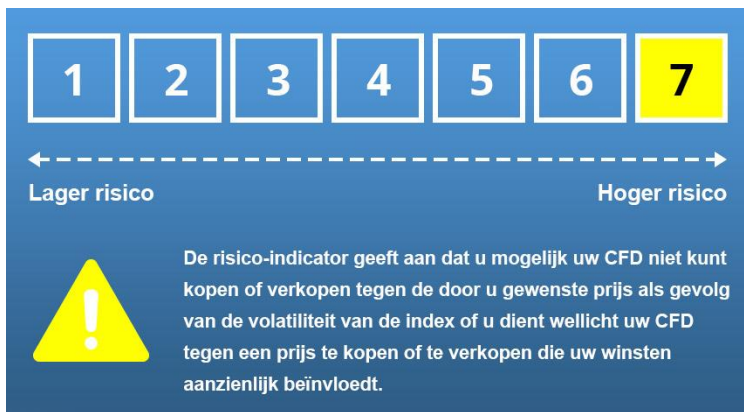 1 2 3 4 5 6 7
Lager risico Hoger risico
De risico-indicator geeft aan dat u mogelijk uw CFD niet kunt
kopen of verkopen tegen de door u gewenste prijs als gevolg
van de volatiliteit van de index of u dient wellicht uw CFD
tegen een prijs te kopen of te verkopen die uw winsten
aanzienlijk beïnvloedt.